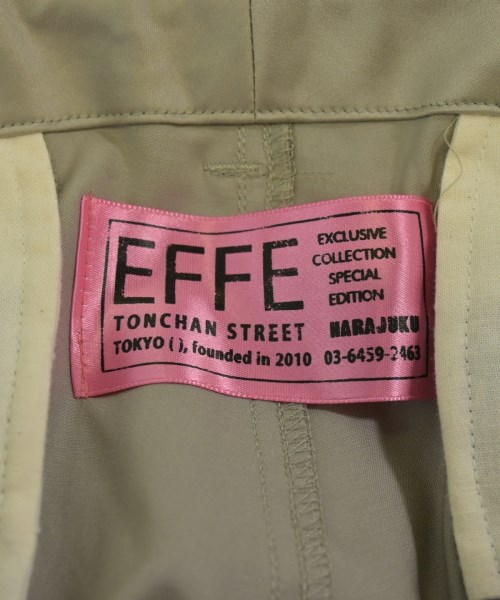 EFFE
EXCLUSIVE
COLLECTION
SPECIAL
EDITION
TONCHAN STREET HARAJUKU
TOKYO ( ), founded in 2010 03-6459-2463